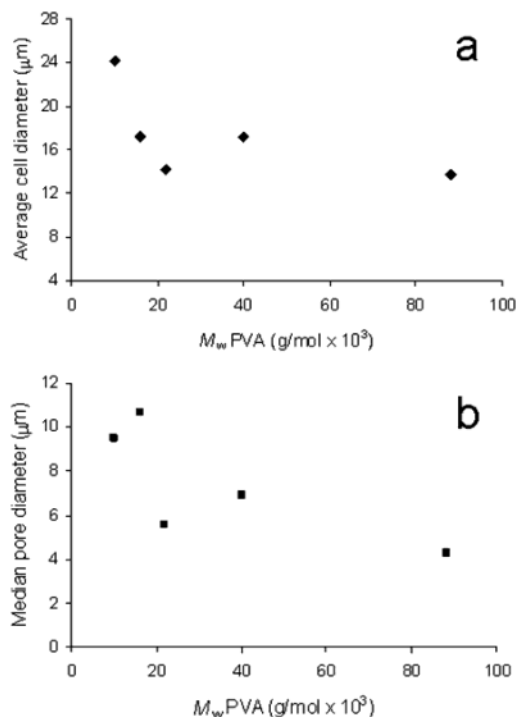 a
Average cell diameter (μm)
28
24
20
16
12
8
4
0 20 40 60 80 100
Mw PVA (g/mol x 10³)
b
Median pore diameter (μm)
12
10
8
6
4
2
0
0 20 40 60 80 100
Mw PVA (g/mol x 10³)